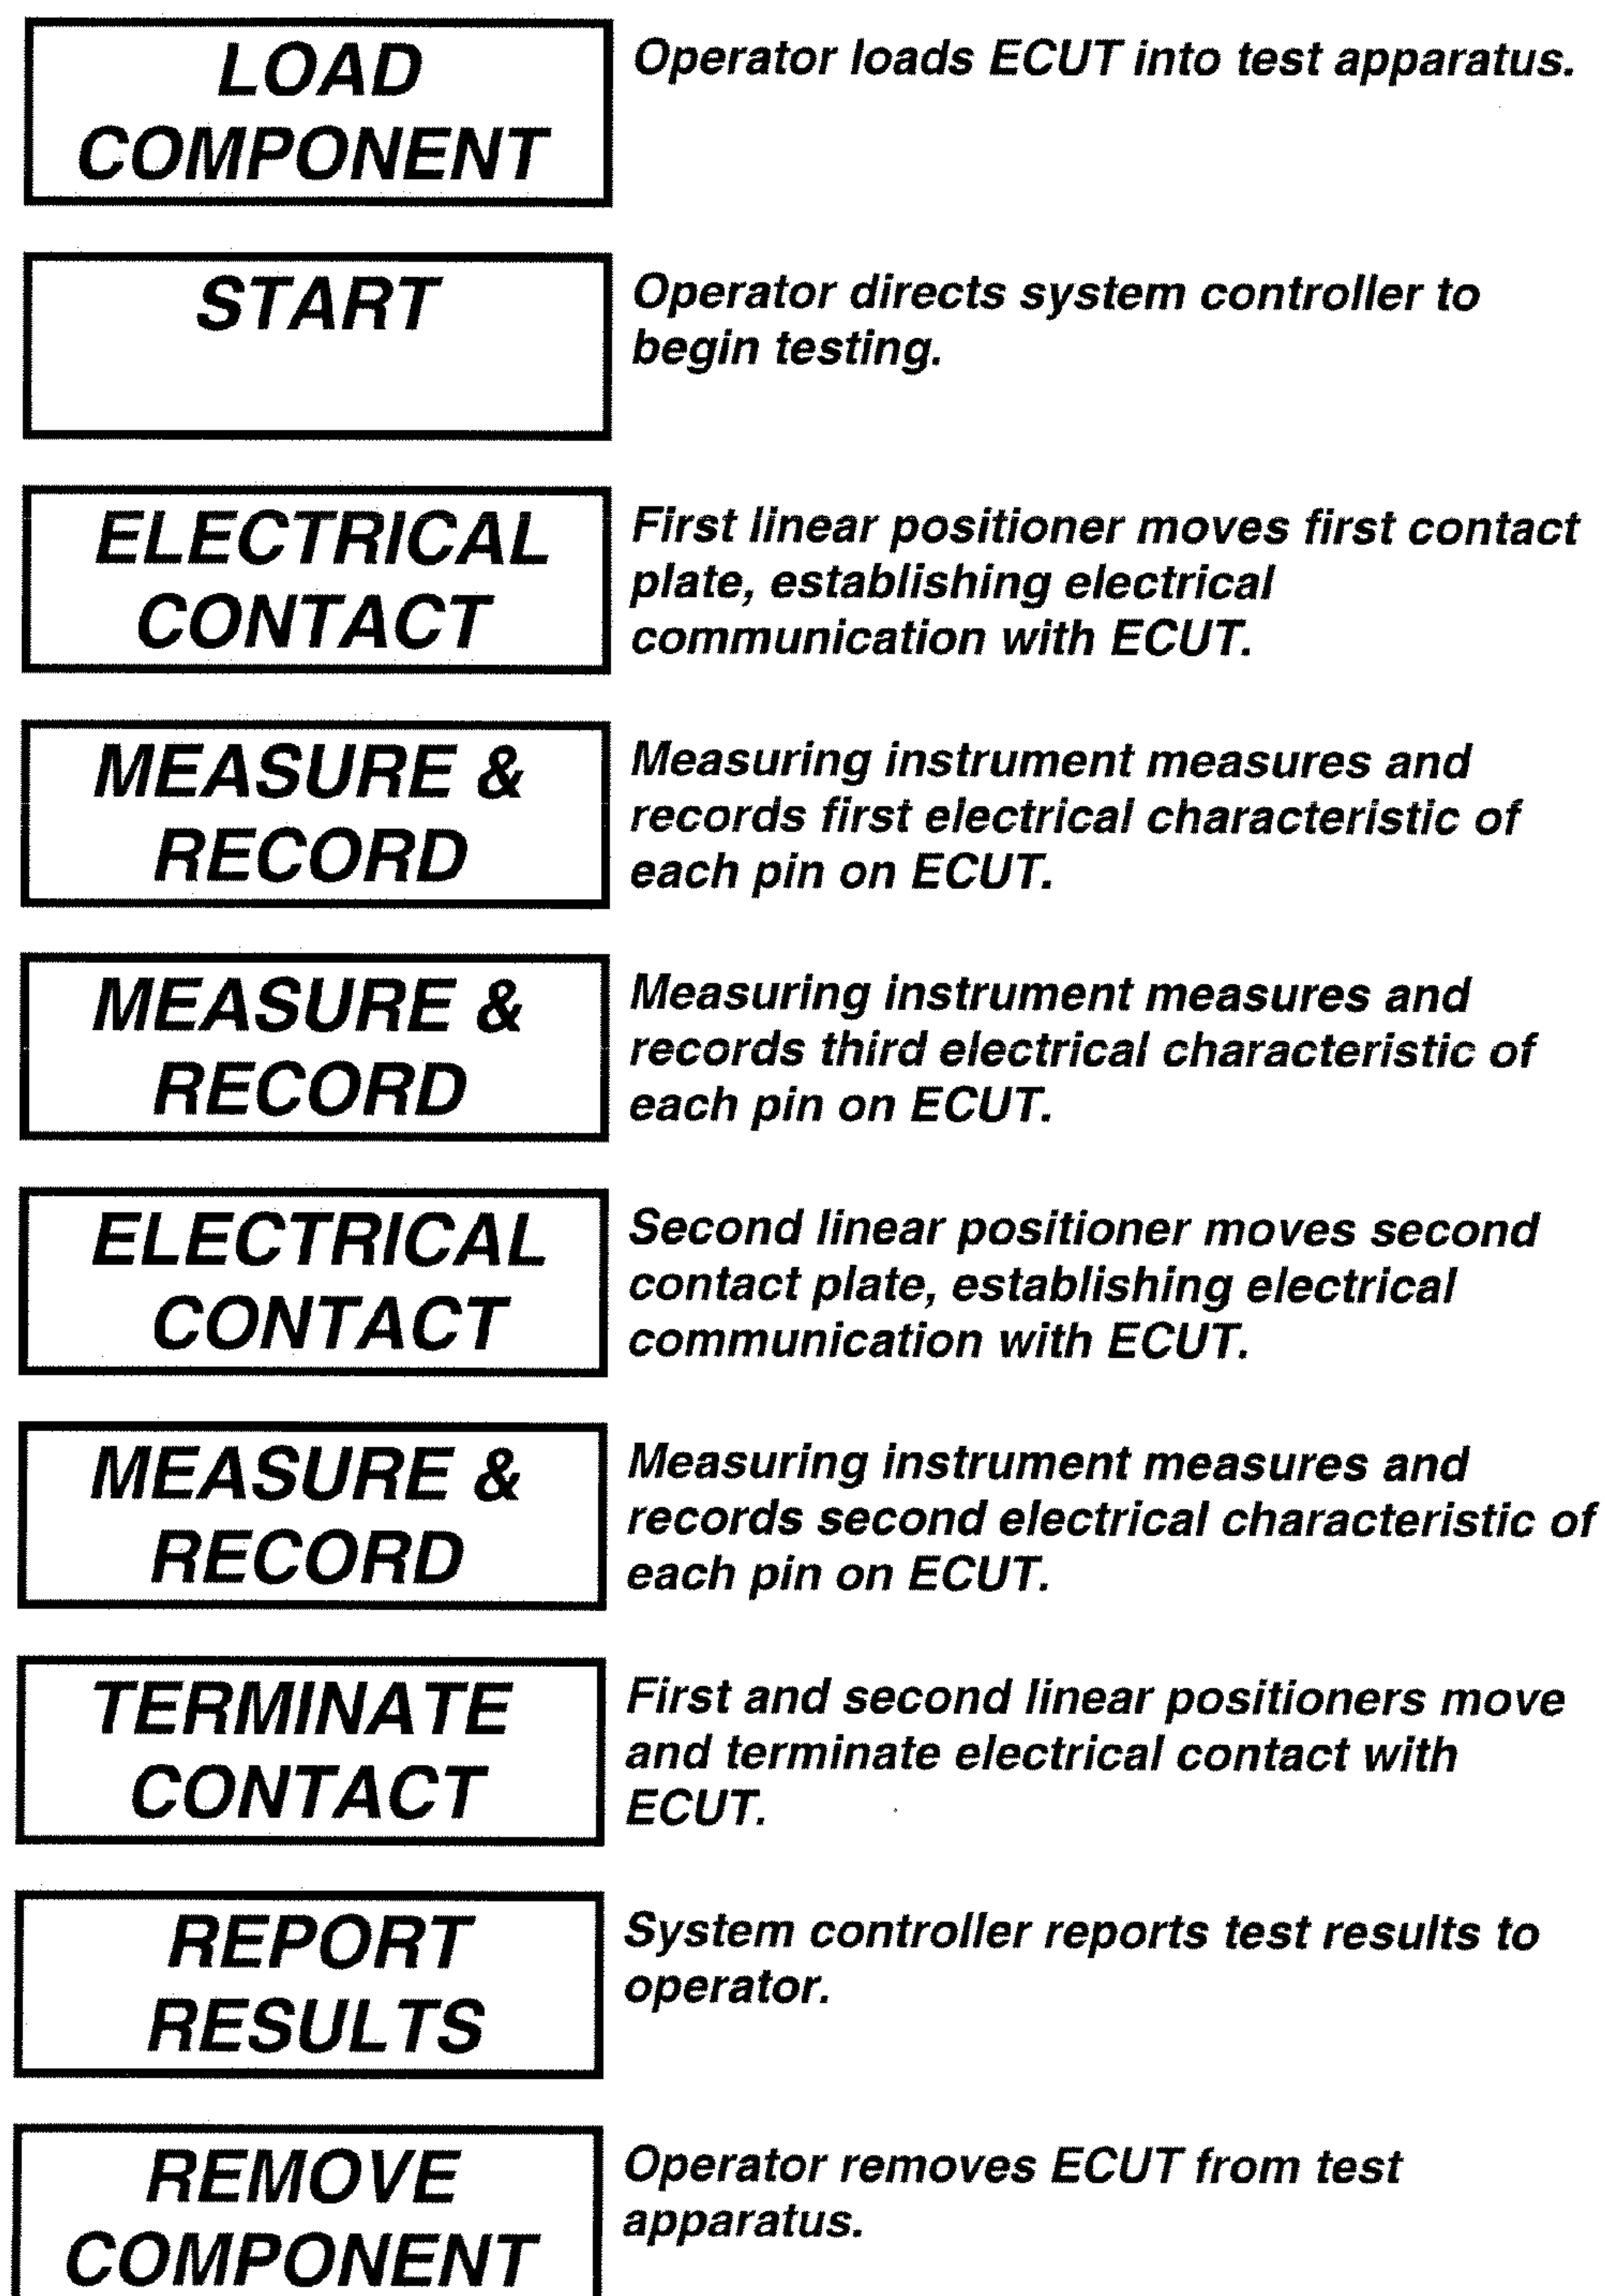 LOAD
COMPONENT
Operator loads ECUT into test apparatus.
START
Operator directs system controller to
begin testing.
ELECTRICAL
CONTACT
First linear positioner moves first contact
plate, establishing electrical
communication with ECUT.
MEASURE &
RECORD
Measuring instrument measures and
records first electrical characteristic of
each pin on ECUT.
MEASURE &
RECORD
Measuring instrument measures and
records third electrical characteristic of
each pin on ECUT.
ELECTRICAL
CONTACT
Second linear positioner moves second
contact plate, establishing electrical
communication with ECUT.
MEASURE &
RECORD
Measuring instrument measures and
records second electrical characteristic of
each pin on ECUT.
TERMINATE
CONTACT
First and second linear positioners move
and terminate electrical contact with
ECUT.
REPORT
RESULTS
System controller reports test results to
operator.
REMOVE
COMPONENT
Operator removes ECUT from test
apparatus.